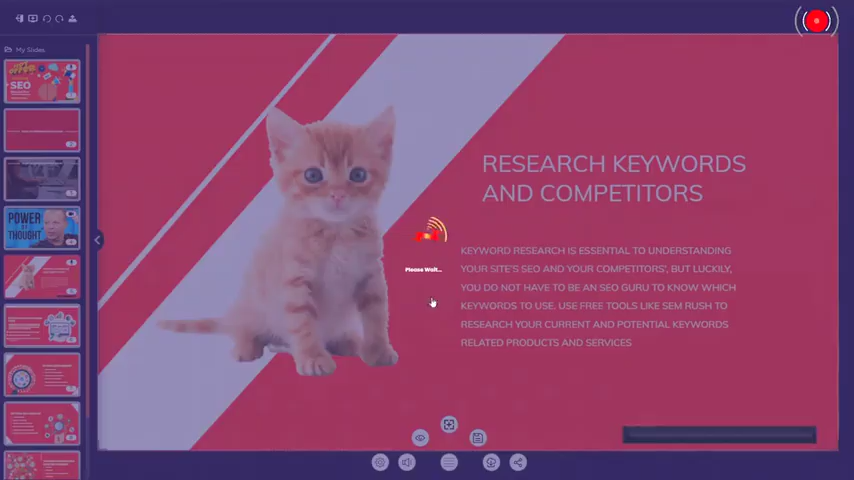 My Slides
SEO
POWER
OF
THOUGHT
RESEARCH KEYWORDS
AND COMPETITORS
Please Wait...
KEYWORD RESEARCH IS ESSENTIAL TO UNDERSTANDING
YOUR SITE'S SEO AND YOUR COMPETITORS', BUT LUCKILY,
YOU DO NOT HAVE TO BE AN SEO GURU TO KNOW WHICH
KEYWORDS TO USE. USE FREE TOOLS LIKE SEM RUSH TO
RESEARCH YOUR CURRENT AND POTENTIAL KEYWORDS
RELATED PRODUCTS AND SERVICES